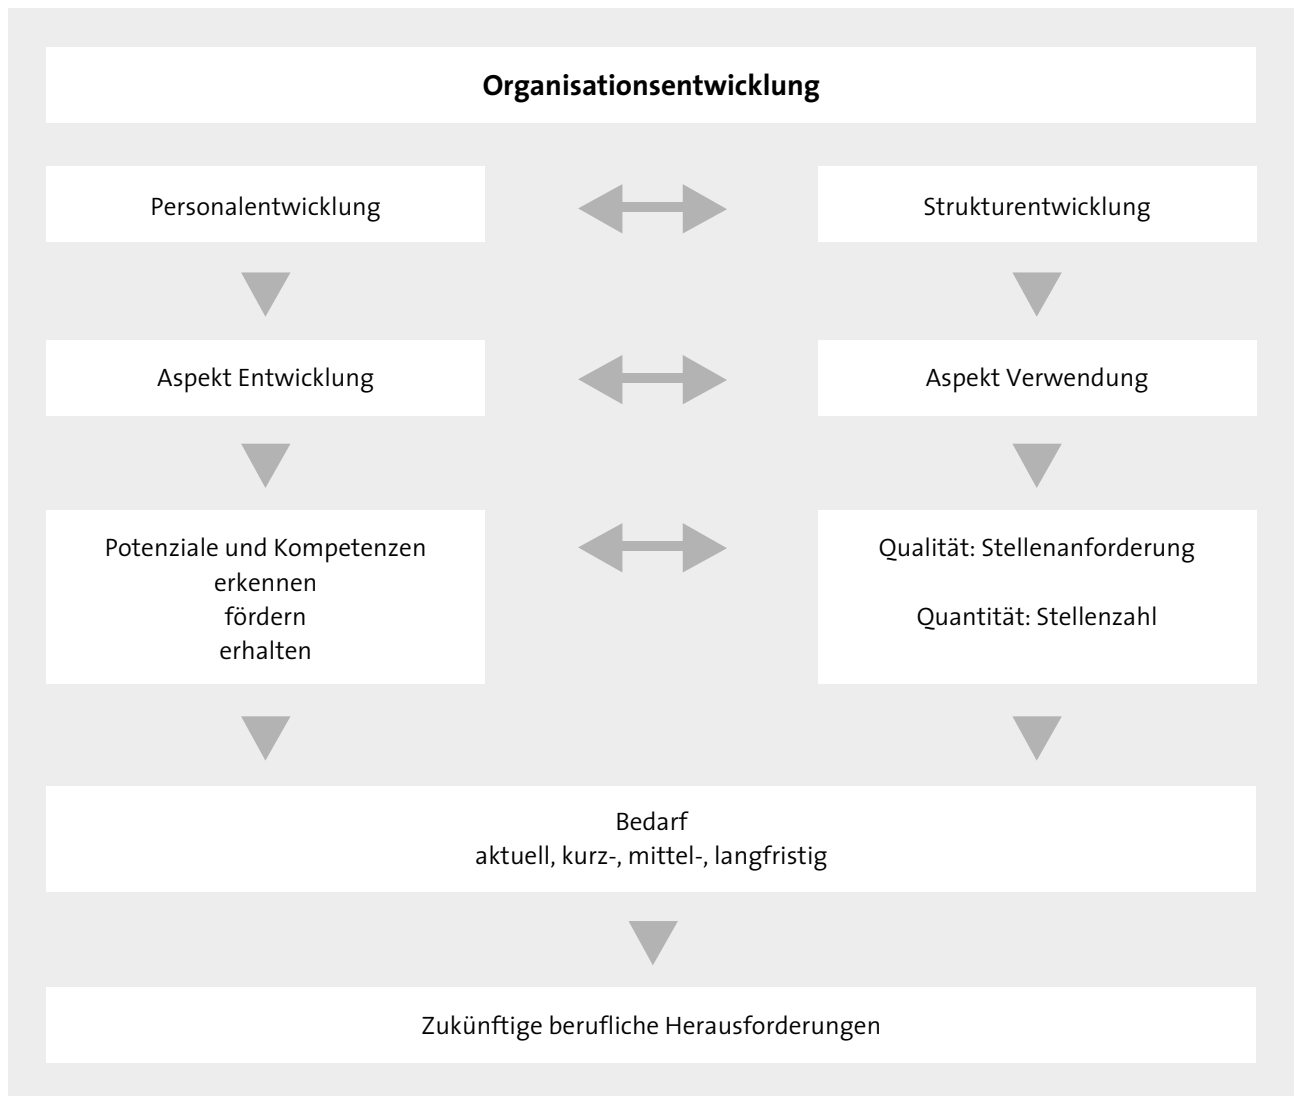 Organisationsentwicklung
Personalentwicklung
Strukturentwicklung
Aspekt Entwicklung
Aspekt Verwendung
Potenziale und Kompetenzen
erkennen
fördern
erhalten
Qualität: Stellenanforderung
Quantität: Stellenzahl
Bedarf
aktuell, kurz-, mittel-, langfristig
Zukünftige berufliche Herausforderungen